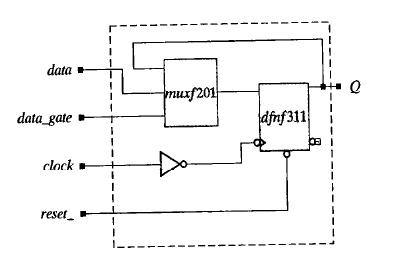 data
muxf201
Q
data_gate
dfnf311
clock
reset_